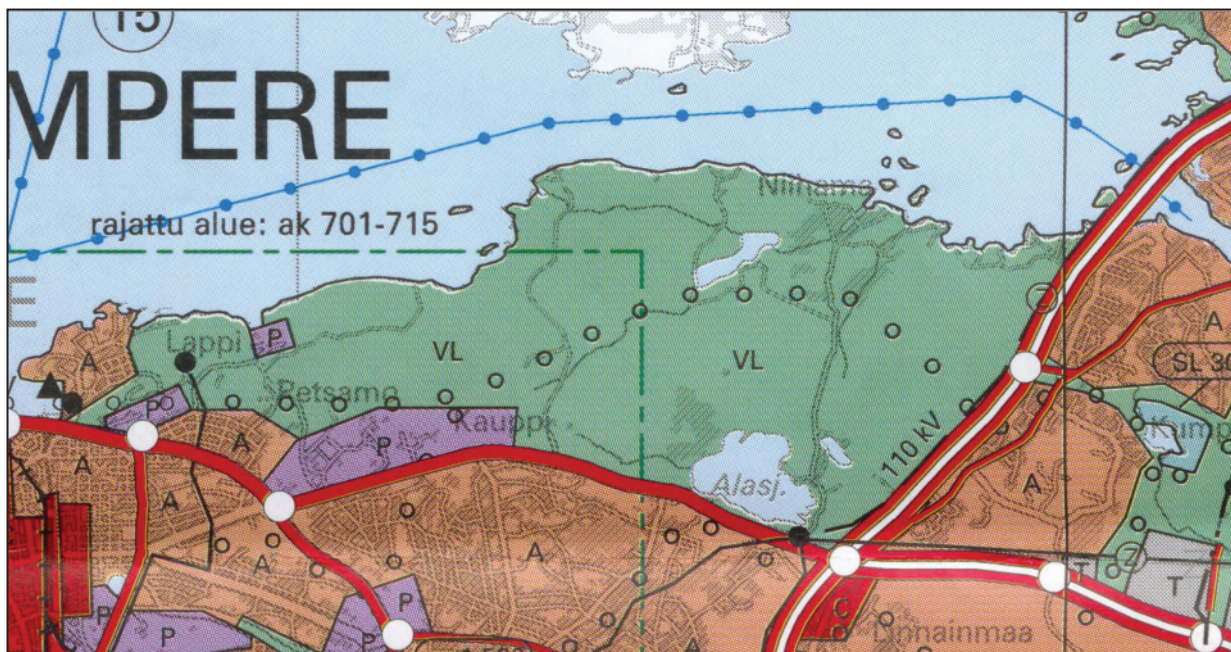 15
MPERE
Niihama
rajattu alue: ak 701-715
E
Lappi
P
A
VL
VL
A
SL 30
Petsamo
P
Kauppi
Kump
A
P
110 kV
A
Alasj.
A
A
A
A
P
C
T
T
P
P
P
A
Linnainmaa